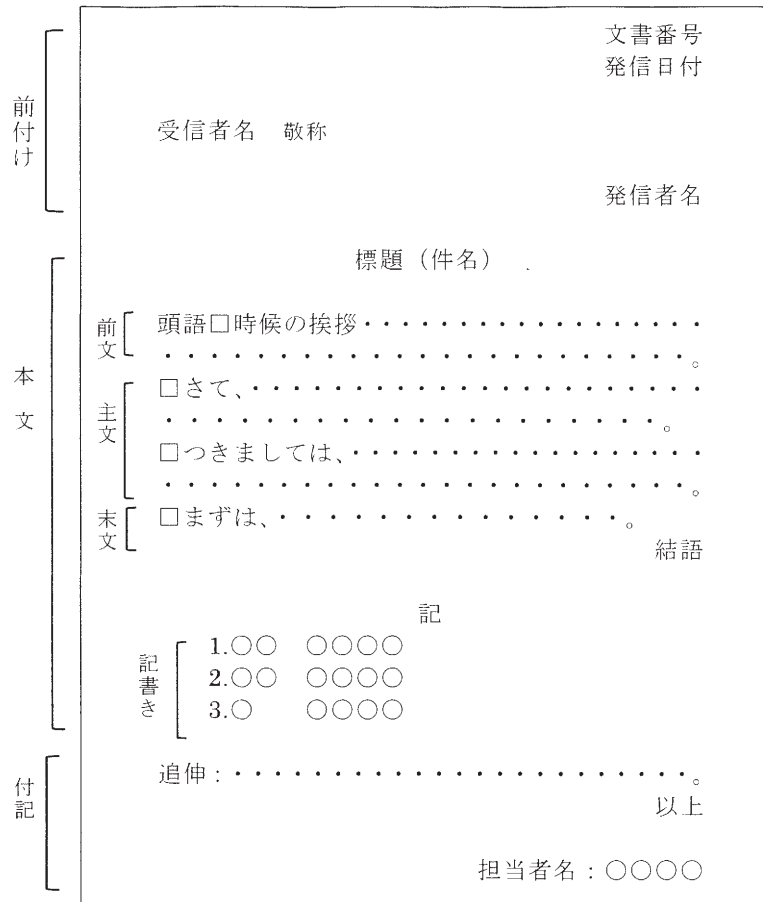 文書番号
発信日付
前付け
受信者名 敬称
発信者名
標題（件名）
本文
前文
頭語□時候の挨拶・・・・・・・・・・・・・・・・・
・・・・・・・・・・・・・・・・・・・・・・。
主文
□さて、・・・・・・・・・・・・・・・・・・・・
・・・・・・・・・・・・・・・・・・・・・。
□つきましては、・・・・・・・・・・・・・・・
・・・・・・・・・・・・・・・・・・・・・・。
末文
□まずは、・・・・・・・・・・・・・・・。
結語
記
記書き
1.○○ ○○○○
2.○○ ○○○○
3.○ ○○○○
付記
追伸：・・・・・・・・・・・・・・・・・・・・。
以上
担当者名：○○○○